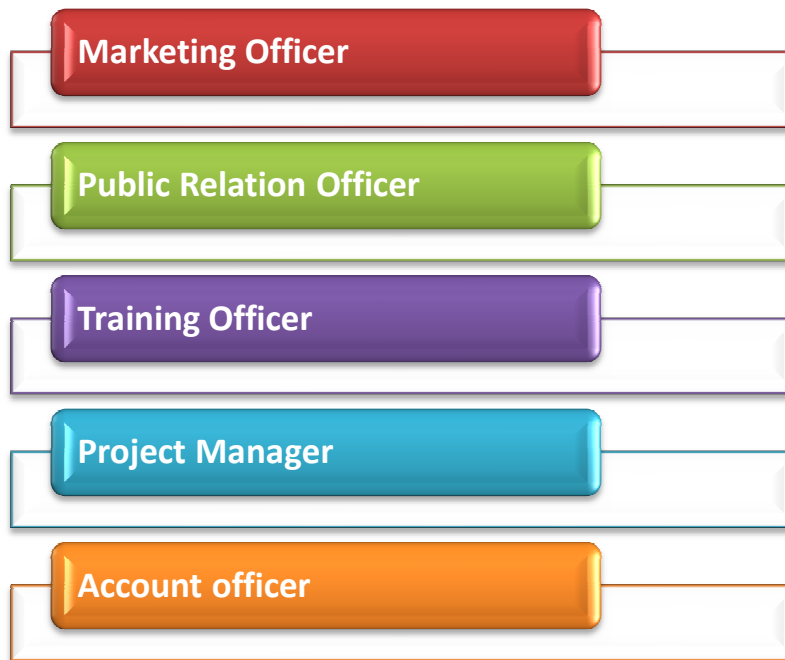 Marketing Officer
Public Relation Officer
Training Officer
Project Manager
Account officer